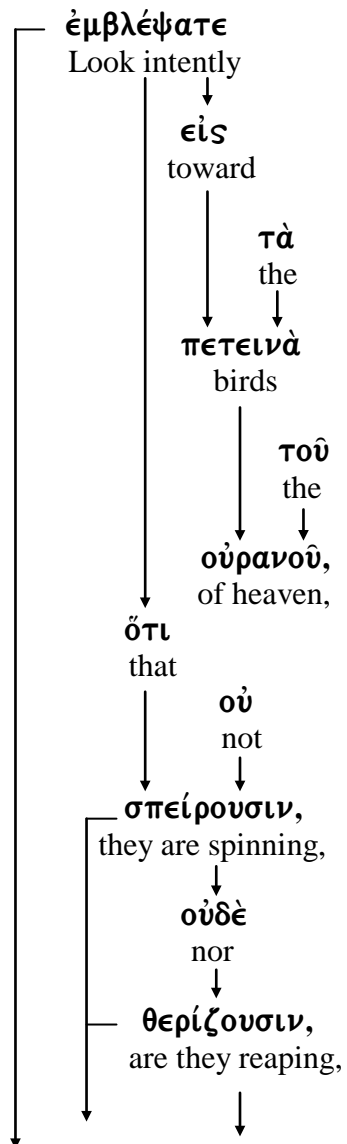 ἐμβλέψατε
Look intently
εἰς
toward
τὰ
the
πετεινὰ
birds
τοῦ
the
οὐρανοῦ,
of heaven,
ὅτι
that
οὐ
not
σπείρουσιν,
they are spinning,
οὐδὲ
nor
θερίζουσιν,
are they reaping,